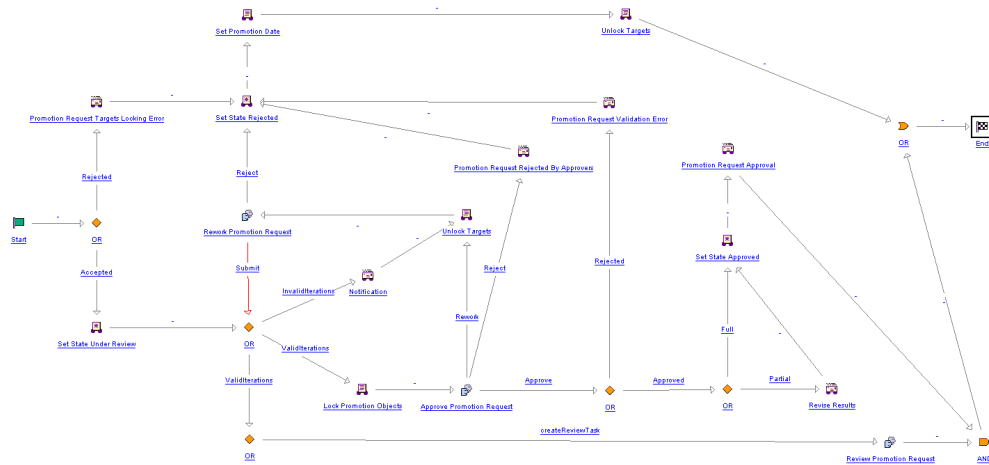 Set Promotion Date
Unlock Targets
Promotion Request Targets Locking Error
Set State Rejected
Promotion Request Validation Error
OR
End
Promotion Request Rejected By Approvers
Promotion Request Approval
Rejected
Reject
Start
OR
Rework Promotion Request
Unlock Targets
Accepted
Submit
InvalidIterations
Notification
Reject
Rejected
Set State Approved
Rework
Full
Set State Under Review
OR
ValidIterations
ValidIterations
Approve
Approved
Partial
Lock Promotion Objects
Approve Promotion Request
OR
OR
Revise Results
createReviewTask
OR
Review Promotion Request
AND